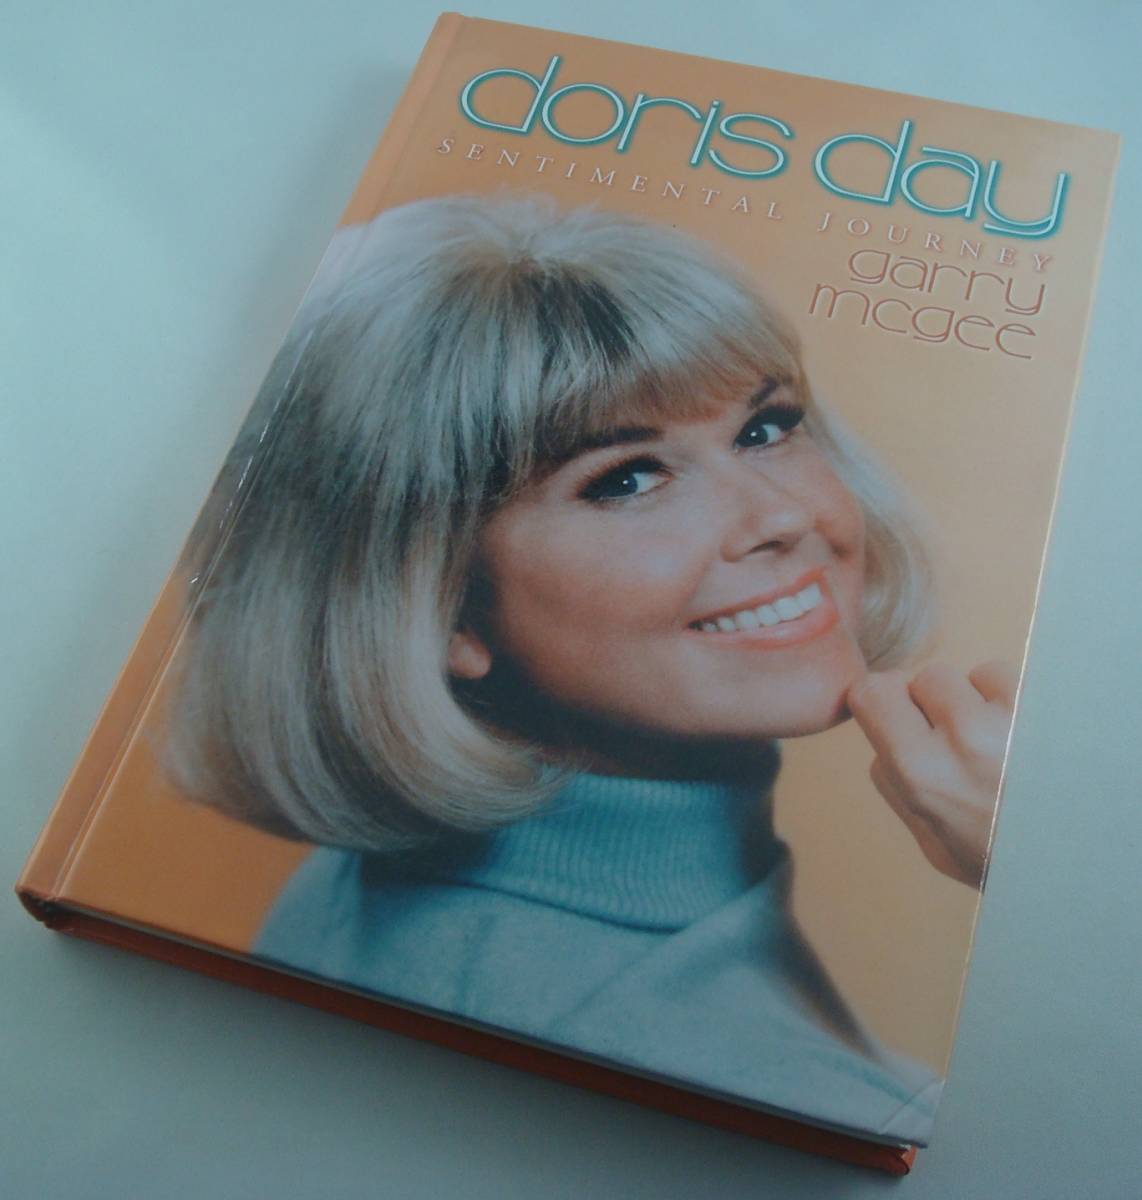 doris day
SENTIMENTAL JOURNEY
garry
mcgee